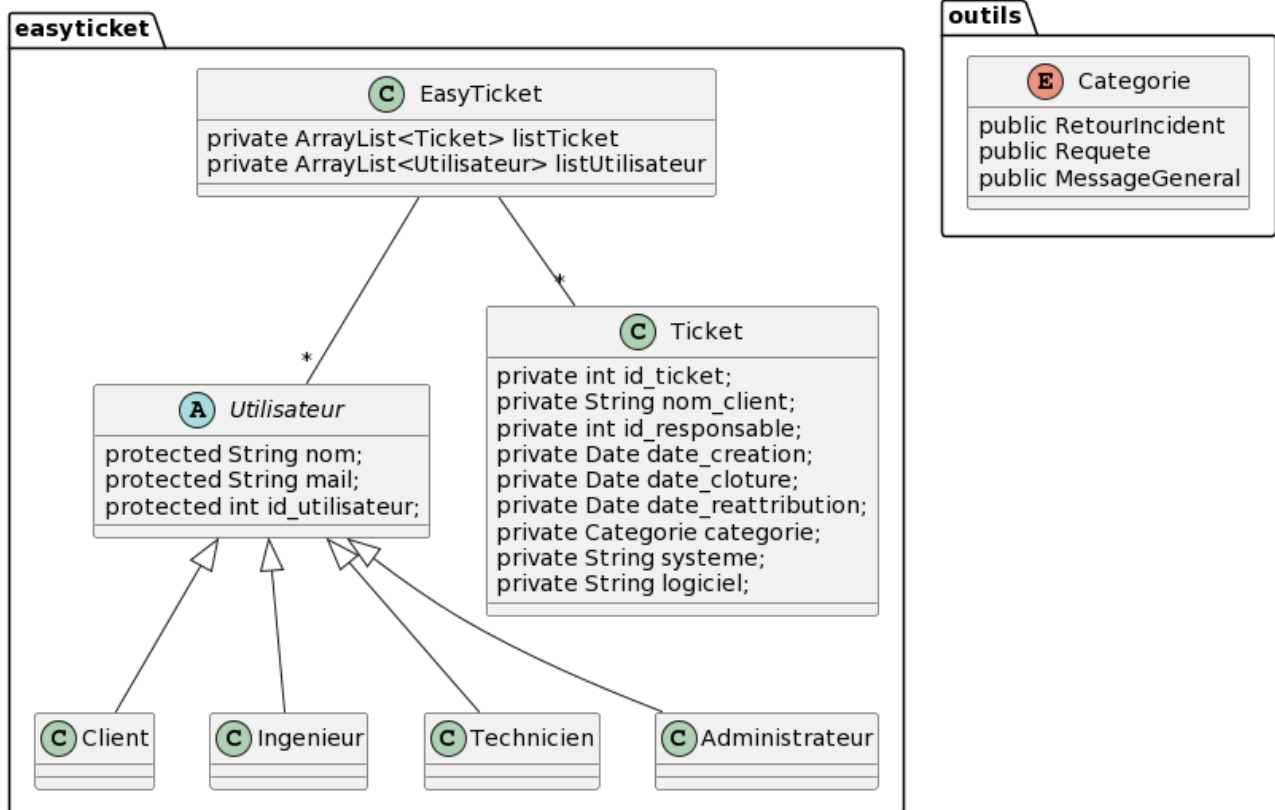 easyticket
C EasyTicket
private ArrayList<Ticket> listTicket
private ArrayList<Utilisateur> listUtilisateur
*
*
A Utilisateur
protected String nom;
protected String mail;
protected int id_utilisateur;
C Ticket
private int id_ticket;
private String nom_client;
private int id_responsable;
private Date date_creation;
private Date date_cloture;
private Date date_reattribution;
private Categorie categorie;
private String systeme;
private String logiciel;
C Client
C Ingenieur
C Technicien
C Administrateur
outils
E Categorie
public RetourIncident
public Requete
public MessageGeneral